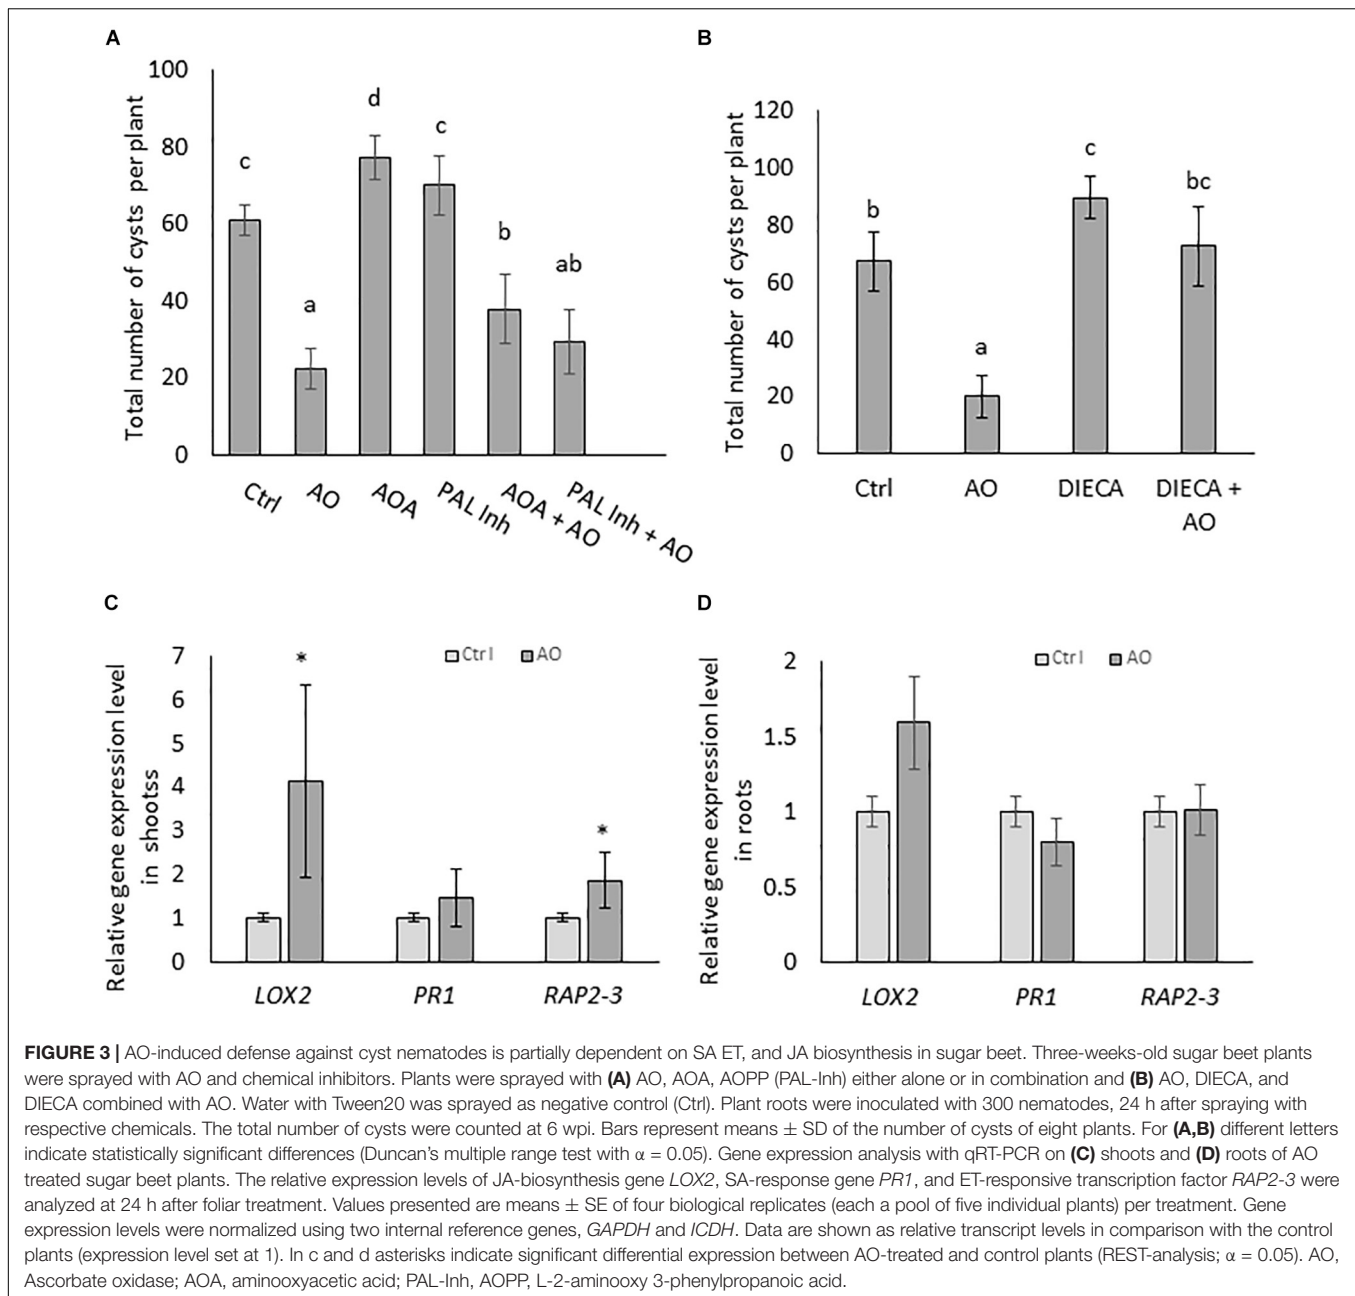 A
Total number of cysts per plant
100
80
60
40
20
0
c
a
d
c
b
ab
Ctrl
AO
AOA
PAL Inh
AOA + AO
PAL Inh + AO
B
Total number of cysts per plant
120
100
80
60
40
20
0
b
a
c
bc
Ctrl
AO
DIECA
DIECA +
AO
C
Relative gene expression level
in shootss
7
6
5
4
3
2
1
0
Ctrl
AO
*
*
LOX2
PR1
RAP2-3
D
Relative gene expression level
in roots
2
1.5
1
0.5
0
Ctrl
AO
LOX2
PR1
RAP2-3
FIGURE 3 | AO-induced defense against cyst nematodes is partially dependent on SA ET, and JA biosynthesis in sugar beet. Three-weeks-old sugar beet plants
were sprayed with AO and chemical inhibitors. Plants were sprayed with (A) AO, AOA, AOPP (PAL-Inh) either alone or in combination and (B) AO, DIECA, and
DIECA combined with AO. Water with Tween20 was sprayed as negative control (Ctrl). Plant roots were inoculated with 300 nematodes, 24 h after spraying with
respective chemicals. The total number of cysts were counted at 6 wpi. Bars represent means ± SD of the number of cysts of eight plants. For (A,B) different letters
indicate statistically significant differences (Duncan's multiple range test with α = 0.05). Gene expression analysis with qRT-PCR on (C) shoots and (D) roots of AO
treated sugar beet plants. The relative expression levels of JA-biosynthesis gene LOX2, SA-response gene PR1, and ET-responsive transcription factor RAP2-3 were
analyzed at 24 h after foliar treatment. Values presented are means ± SE of four biological replicates (each a pool of five individual plants) per treatment. Gene
expression levels were normalized using two internal reference genes, GAPDH and ICDH. Data are shown as relative transcript levels in comparison with the control
plants (expression level set at 1). In c and d asterisks indicate significant differential expression between AO-treated and control plants (REST-analysis; α = 0.05). AO,
Ascorbate oxidase; AOA, aminooxyacetic acid; PAL-Inh, AOPP, L-2-aminooxy 3-phenylpropanoic acid.